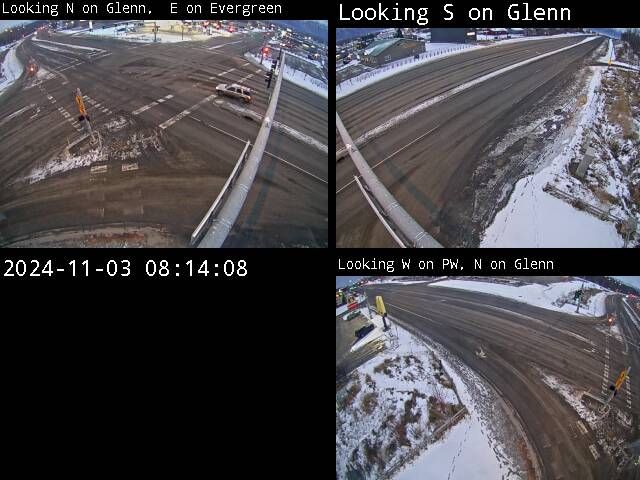 Looking N on Glenn, E on Evergreen
Looking S on Glenn
2024-11-03 08:14:08
Looking W on PW, N on Glenn